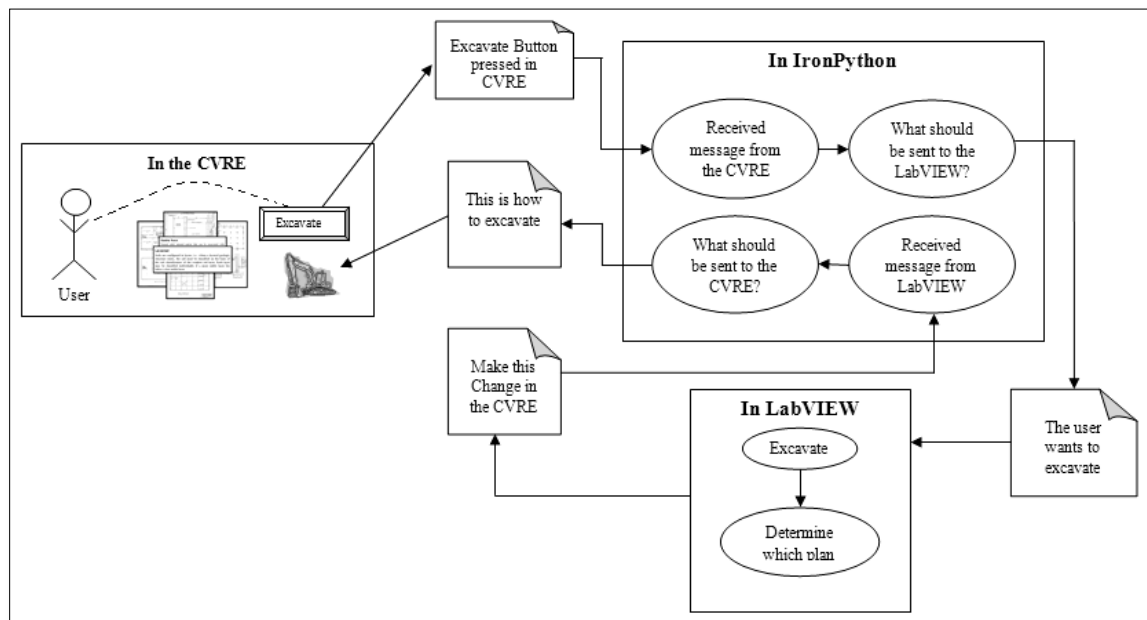 Excavate Button
pressed in
CVRE
In IronPython
Received
message from
the CVRE
What should
be sent to the
LabVIEW?
In the CVRE
Excavate
User
This is how
to excavate
What should
be sent to the
CVRE?
Received
message from
LabVIEW
Make this
Change in
the CVRE
In LabVIEW
Excavate
Determine
which plan
The user
wants to
excavate